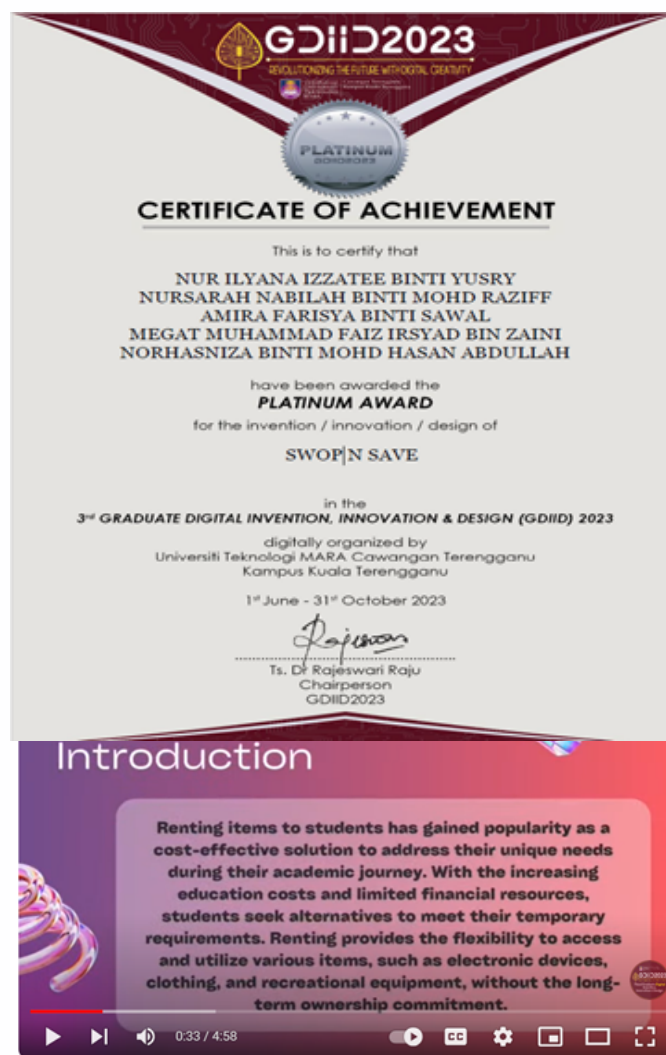 GDIID2023
REVOLUTIONIZING THE FUTURE WITH DIGITAL CREATIVITY
PLATINUM
GDIID2023
CERTIFICATE OF ACHIEVEMENT
This is to certify that
NUR ILYANA IZZATEE BINTI YUSRY
NURSARAH NABILAH BINTI MOHD RAZIFF
AMIRA FARISYA BINTI SAWAL
MEGAT MUHAMMAD FAIZ IRSYAD BIN ZAINI
NORHASNIZA BINTI MOHD HASAN ABDULLAH
have been awarded the
PLATINUM AWARD
for the invention / innovation / design of
SWOP|N SAVE
in the
3rd GRADUATE DIGITAL INVENTION, INNOVATION & DESIGN (GDIID) 2023
digitally organized by
Universiti Teknologi MARA Cawangan Terengganu
Kampus Kuala Terengganu
1st June - 31st October 2023
Ts. Dr Rajeswari Raju
Chairperson
GDIID2023
Introduction
Renting items to students has gained popularity as a
cost-effective solution to address their unique needs
during their academic journey. With the increasing
education costs and limited financial resources,
students seek alternatives to meet their temporary
requirements. Renting provides the flexibility to access
and utilize various items, such as electronic devices,
clothing, and recreational equipment, without the long-
term ownership commitment.
0:33 / 4:58
CC